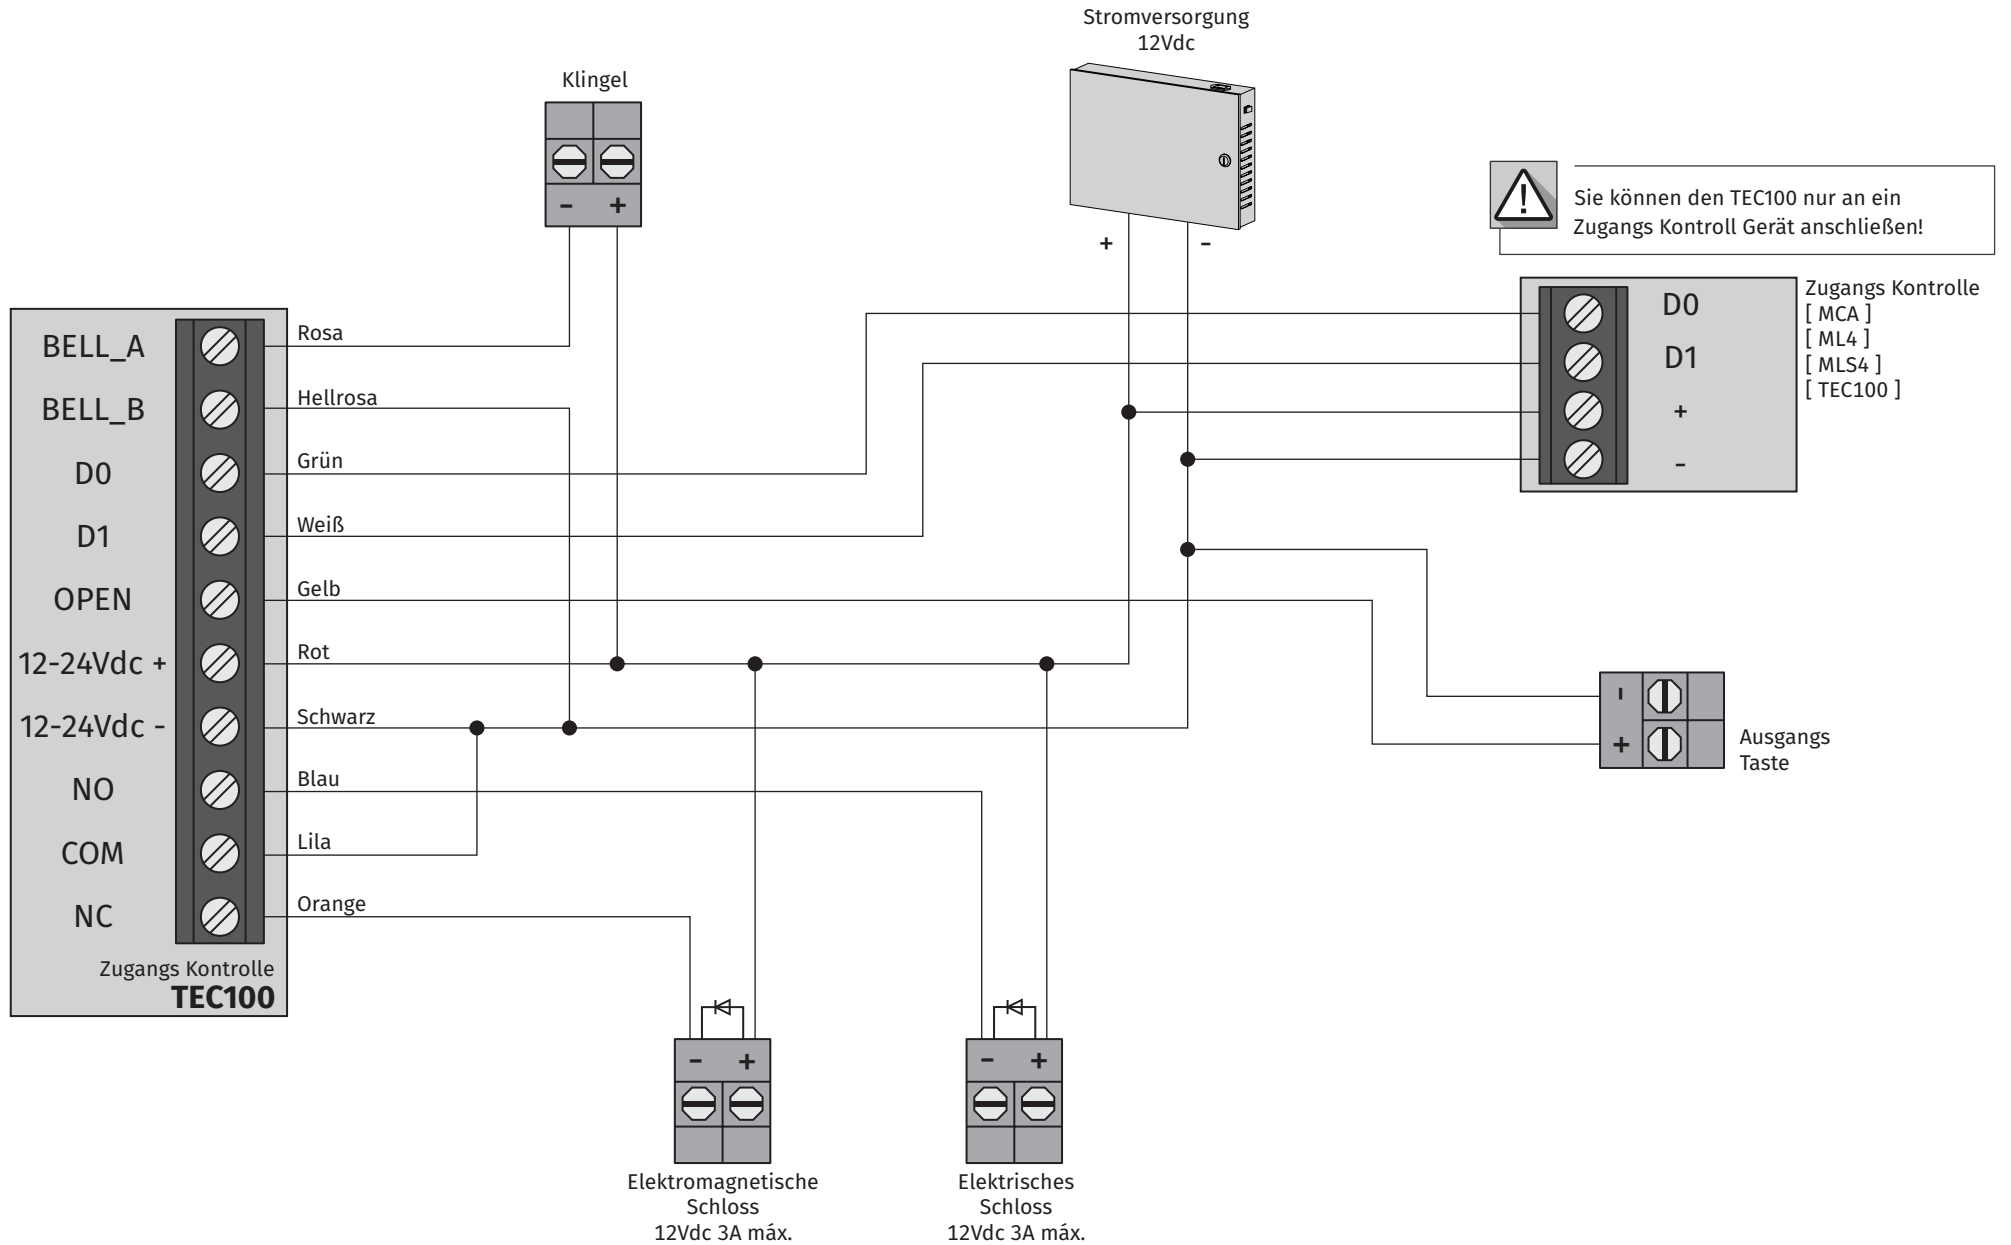 Stromversorgung
12Vdc
Klingel
- +
+ -
Sie können den TEC100 nur an ein
Zugangs Kontroll Gerät anschließen!
Zugangs Kontrolle
[ MCA ]
[ ML4 ]
[ MLS4 ]
[ TEC100 ]
D0
D1
+
-
BELL_A
Rosa
BELL_B
Hellrosa
D0
Grün
D1
Weiß
OPEN
Gelb
12-24Vdc +
Rot
12-24Vdc -
Schwarz
NO
Blau
COM
Lila
NC
Orange
Zugangs Kontrolle
TEC100
-
+
Ausgangs
Taste
- +
Elektromagnetische
Schloss
12Vdc 3A máx.
- +
Elektrisches
Schloss
12Vdc 3A máx.